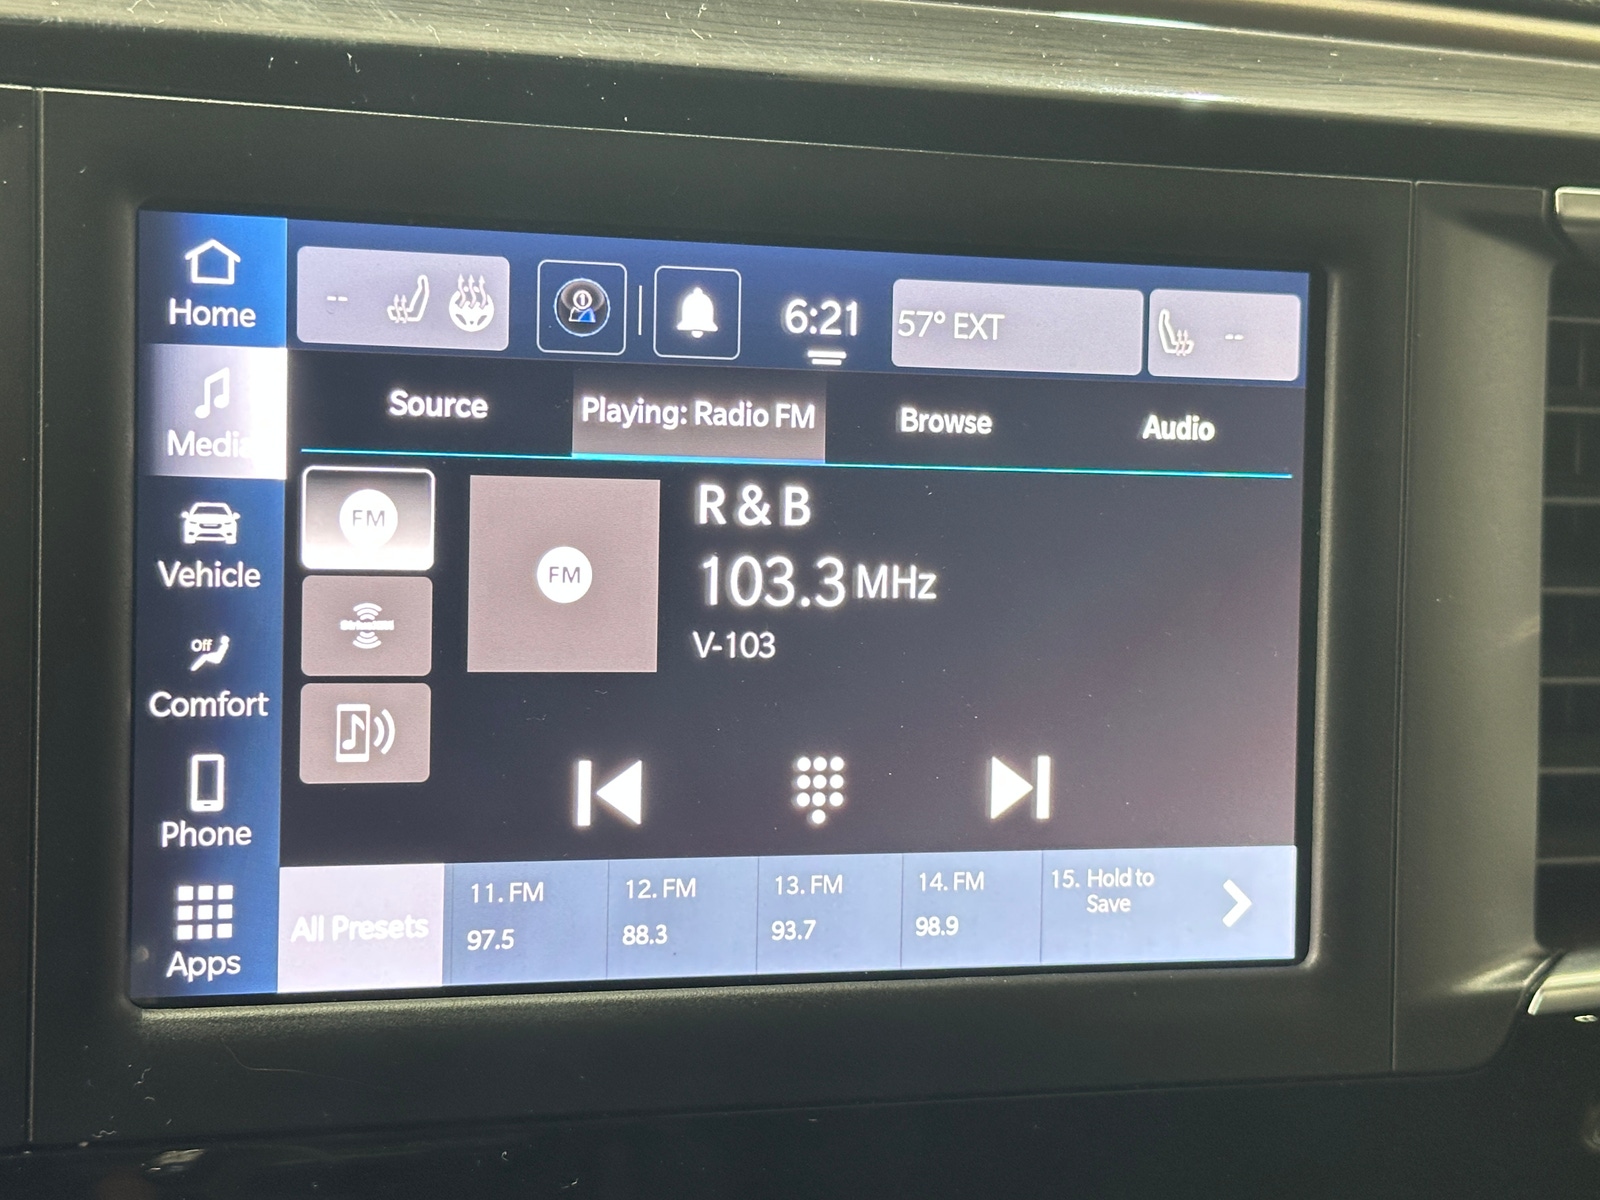 Home
-- 6:21 57° EXT --
Media
Source Playing: Radio FM Browse Audio
FM
FM
R & B
103.3 MHz
V-103
Vehicle
Off
Comfort
Phone
Apps
All Presets
11. FM
97.5
12. FM
88.3
13. FM
93.7
14. FM
98.9
15. Hold to
Save